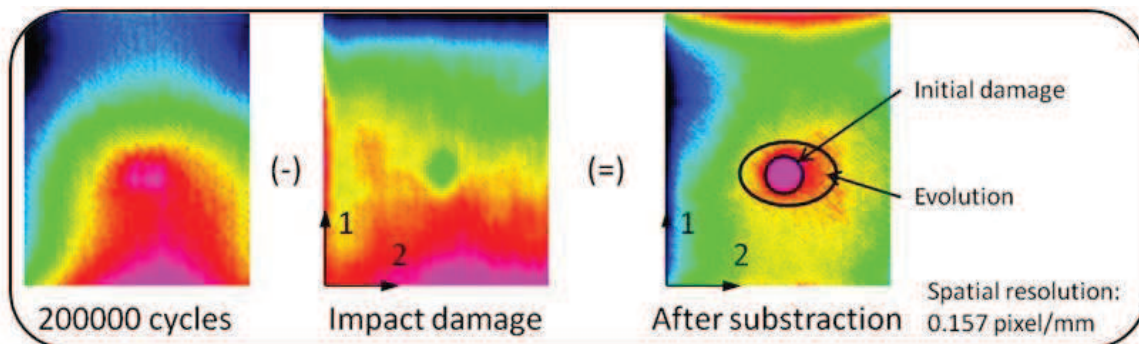 Initial damage
(-)
(=)
Evolution
1
2
1
2
200000 cycles
Impact damage
After substraction
Spatial resolution:
0.157 pixel/mm